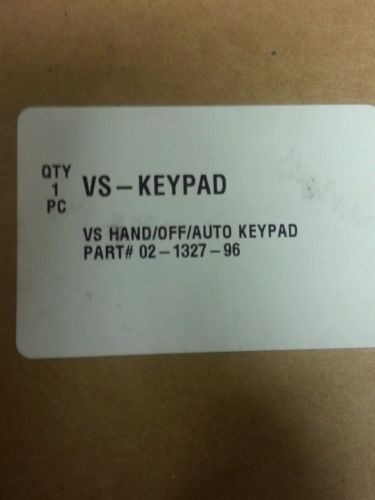 QTY
1
PC
VS-KEYPAD
VS HAND/OFF/AUTO KEYPAD
PART# 02-1327-96